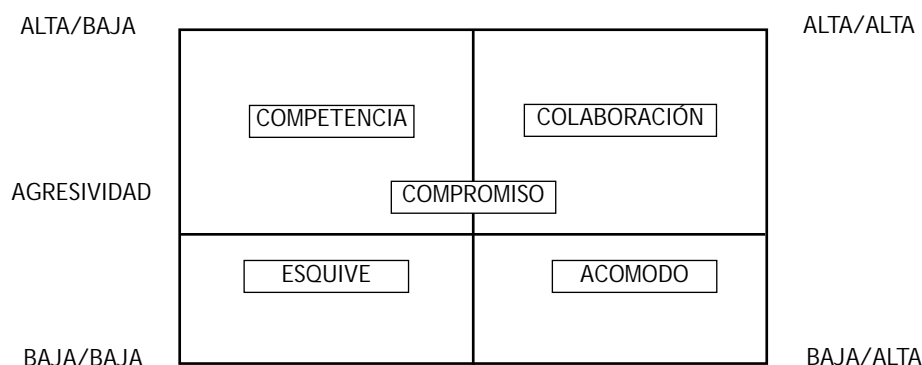 ALTA/BAJA
ALTA/ALTA
COMPETENCIA
COLABORACIÓN
AGRESIVIDAD
COMPROMISO
ESQUIVE
ACOMODO
BAJA/BAJA
BAJA/ALTA